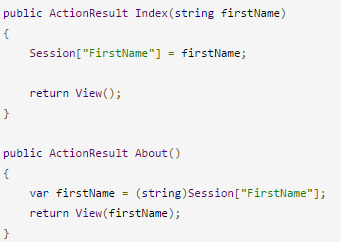 public ActionResult Index(string firstName)
{
    Session["FirstName"] = firstName;

    return View();
}

public ActionResult About()
{
    var firstName = (string)Session["FirstName"];
    return View(firstName);
}